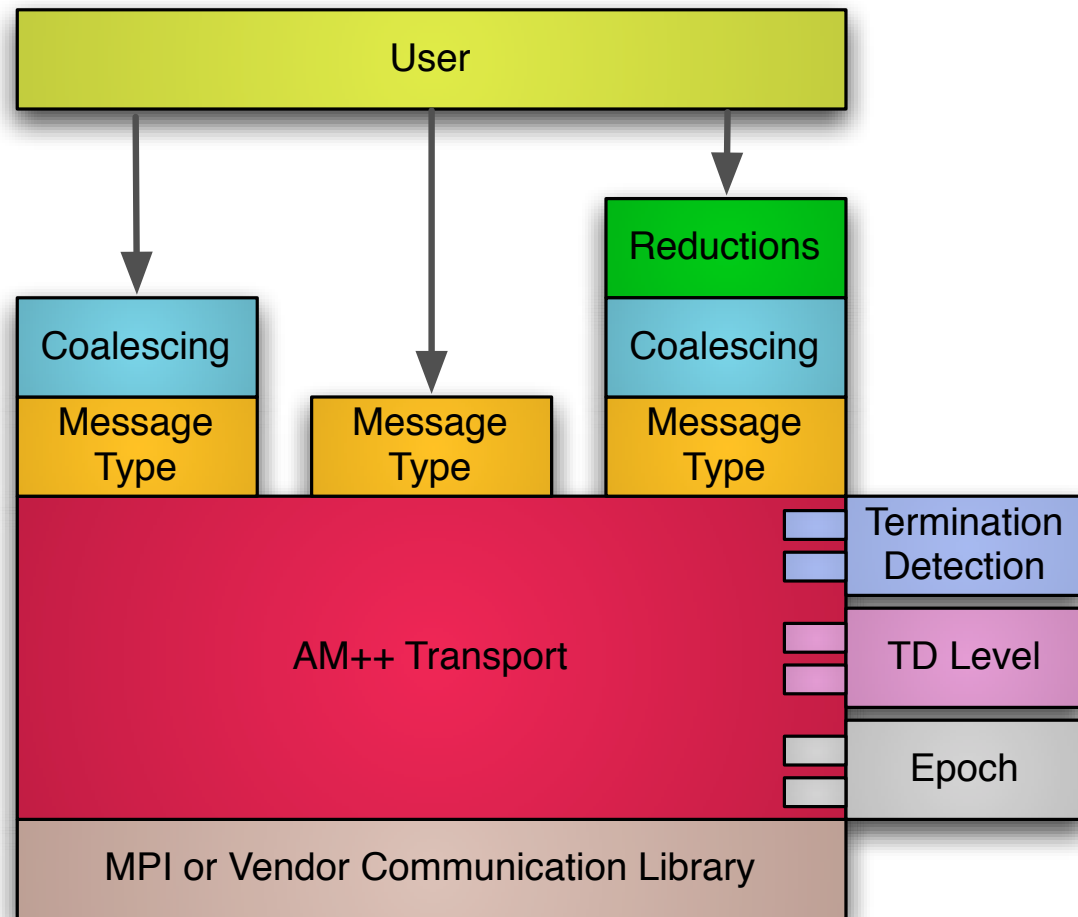 User
Reductions
Coalescing
Coalescing
Message
Type
Message
Type
Message
Type
Termination
Detection
AM++ Transport
TD Level
Epoch
MPI or Vendor Communication Library